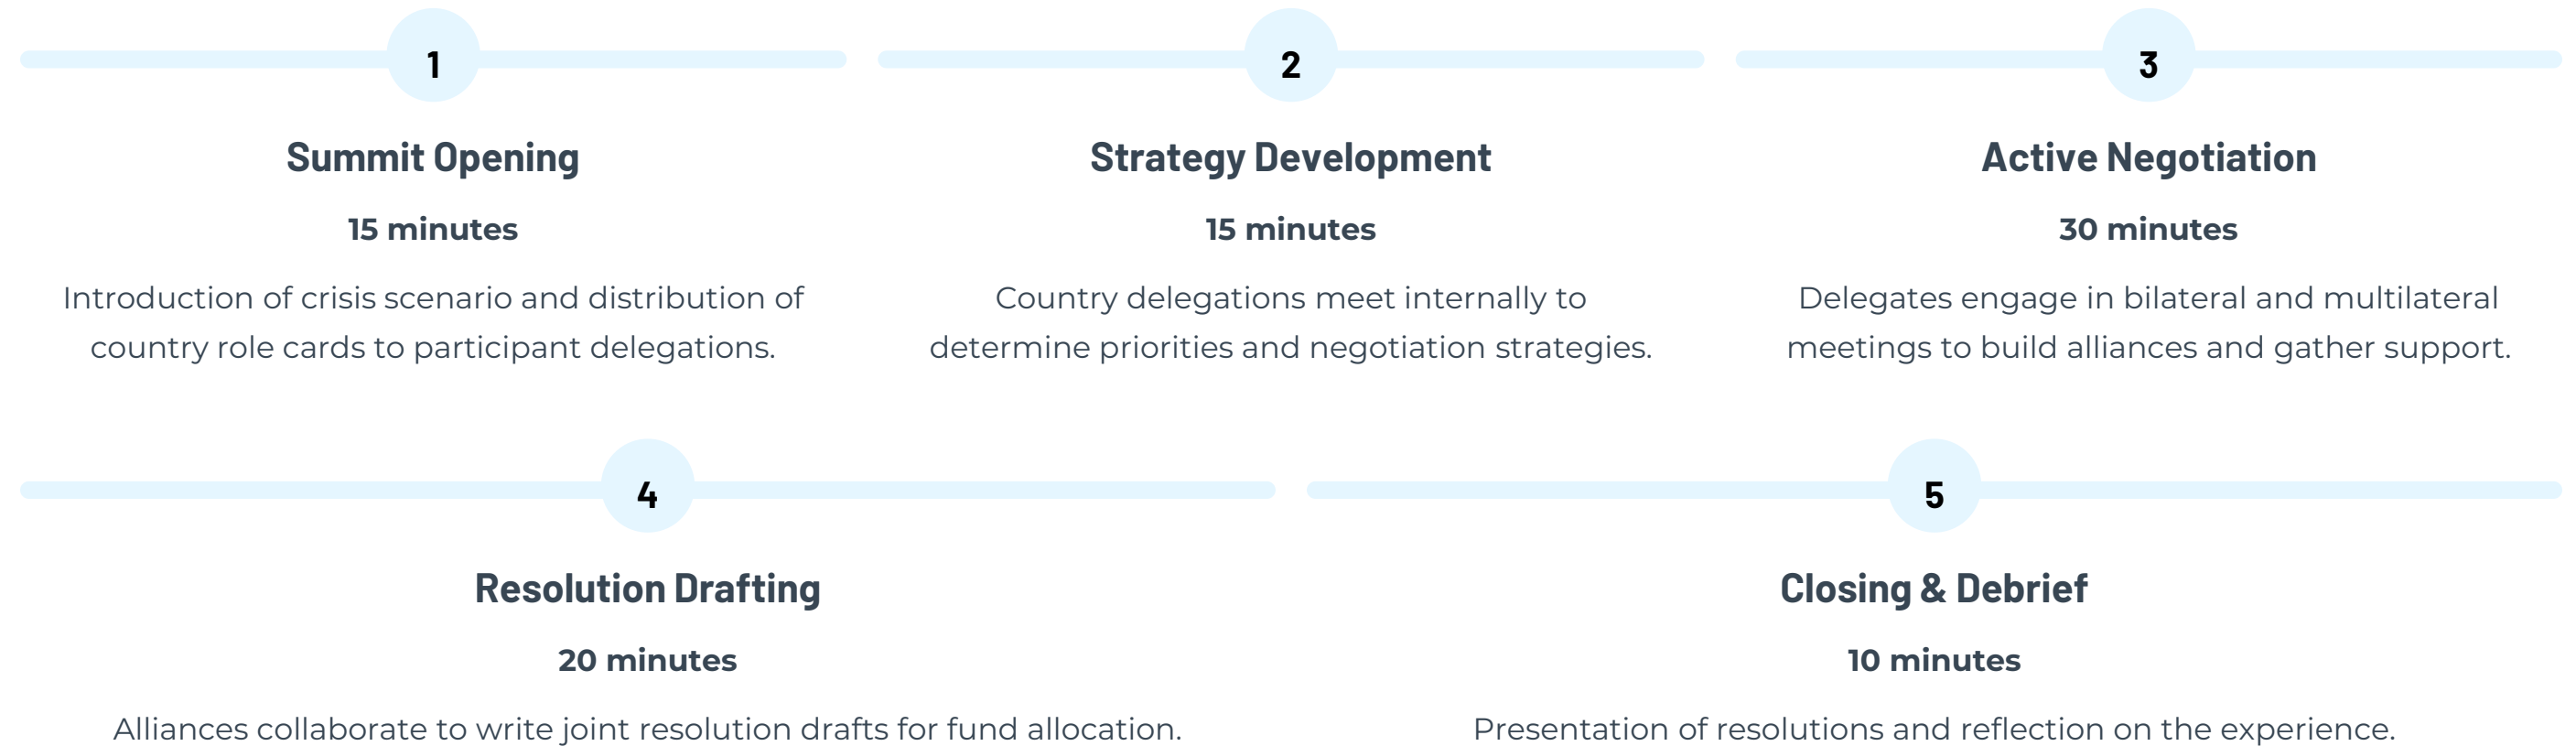 1
Summit Opening
15 minutes
Introduction of crisis scenario and distribution of
country role cards to participant delegations.
2
Strategy Development
15 minutes
Country delegations meet internally to
determine priorities and negotiation strategies.
3
Active Negotiation
30 minutes
Delegates engage in bilateral and multilateral
meetings to build alliances and gather support.
4
Resolution Drafting
20 minutes
Alliances collaborate to write joint resolution drafts for fund allocation.
5
Closing & Debrief
10 minutes
Presentation of resolutions and reflection on the experience.